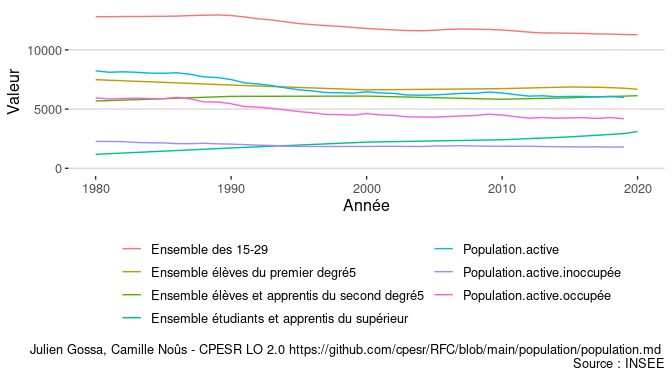 Valeur
10000
5000
0
1980
1990
2000
2010
2020
Année
Ensemble des 15-29
Ensemble élèves du premier degré5
Ensemble élèves et apprentis du second degré5
Ensemble étudiants et apprentis du supérieur
Population.active
Population.active.inoccupée
Population.active.occupée
Julien Gossa, Camille Noûs - CPESR LO 2.0 https://github.com/cpesr/RFC/blob/main/population/population.md
Source : INSEE